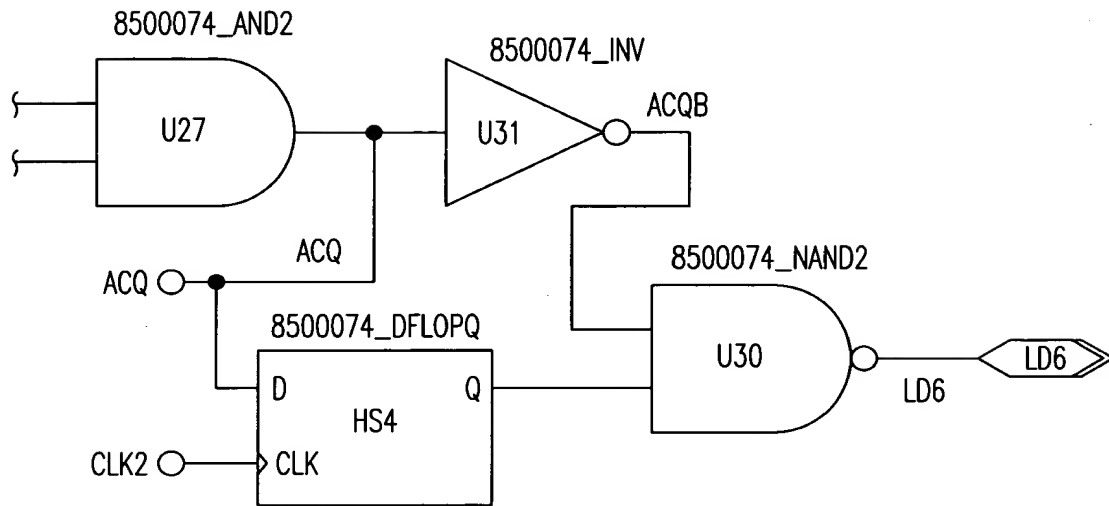 8500074_AND2
8500074_INV
U27
U31
ACQB
ACQ
ACQ
8500074_NAND2
8500074_DFLOPQ
U30
LD6
LD6
D
Q
HS4
CLK2
CLK